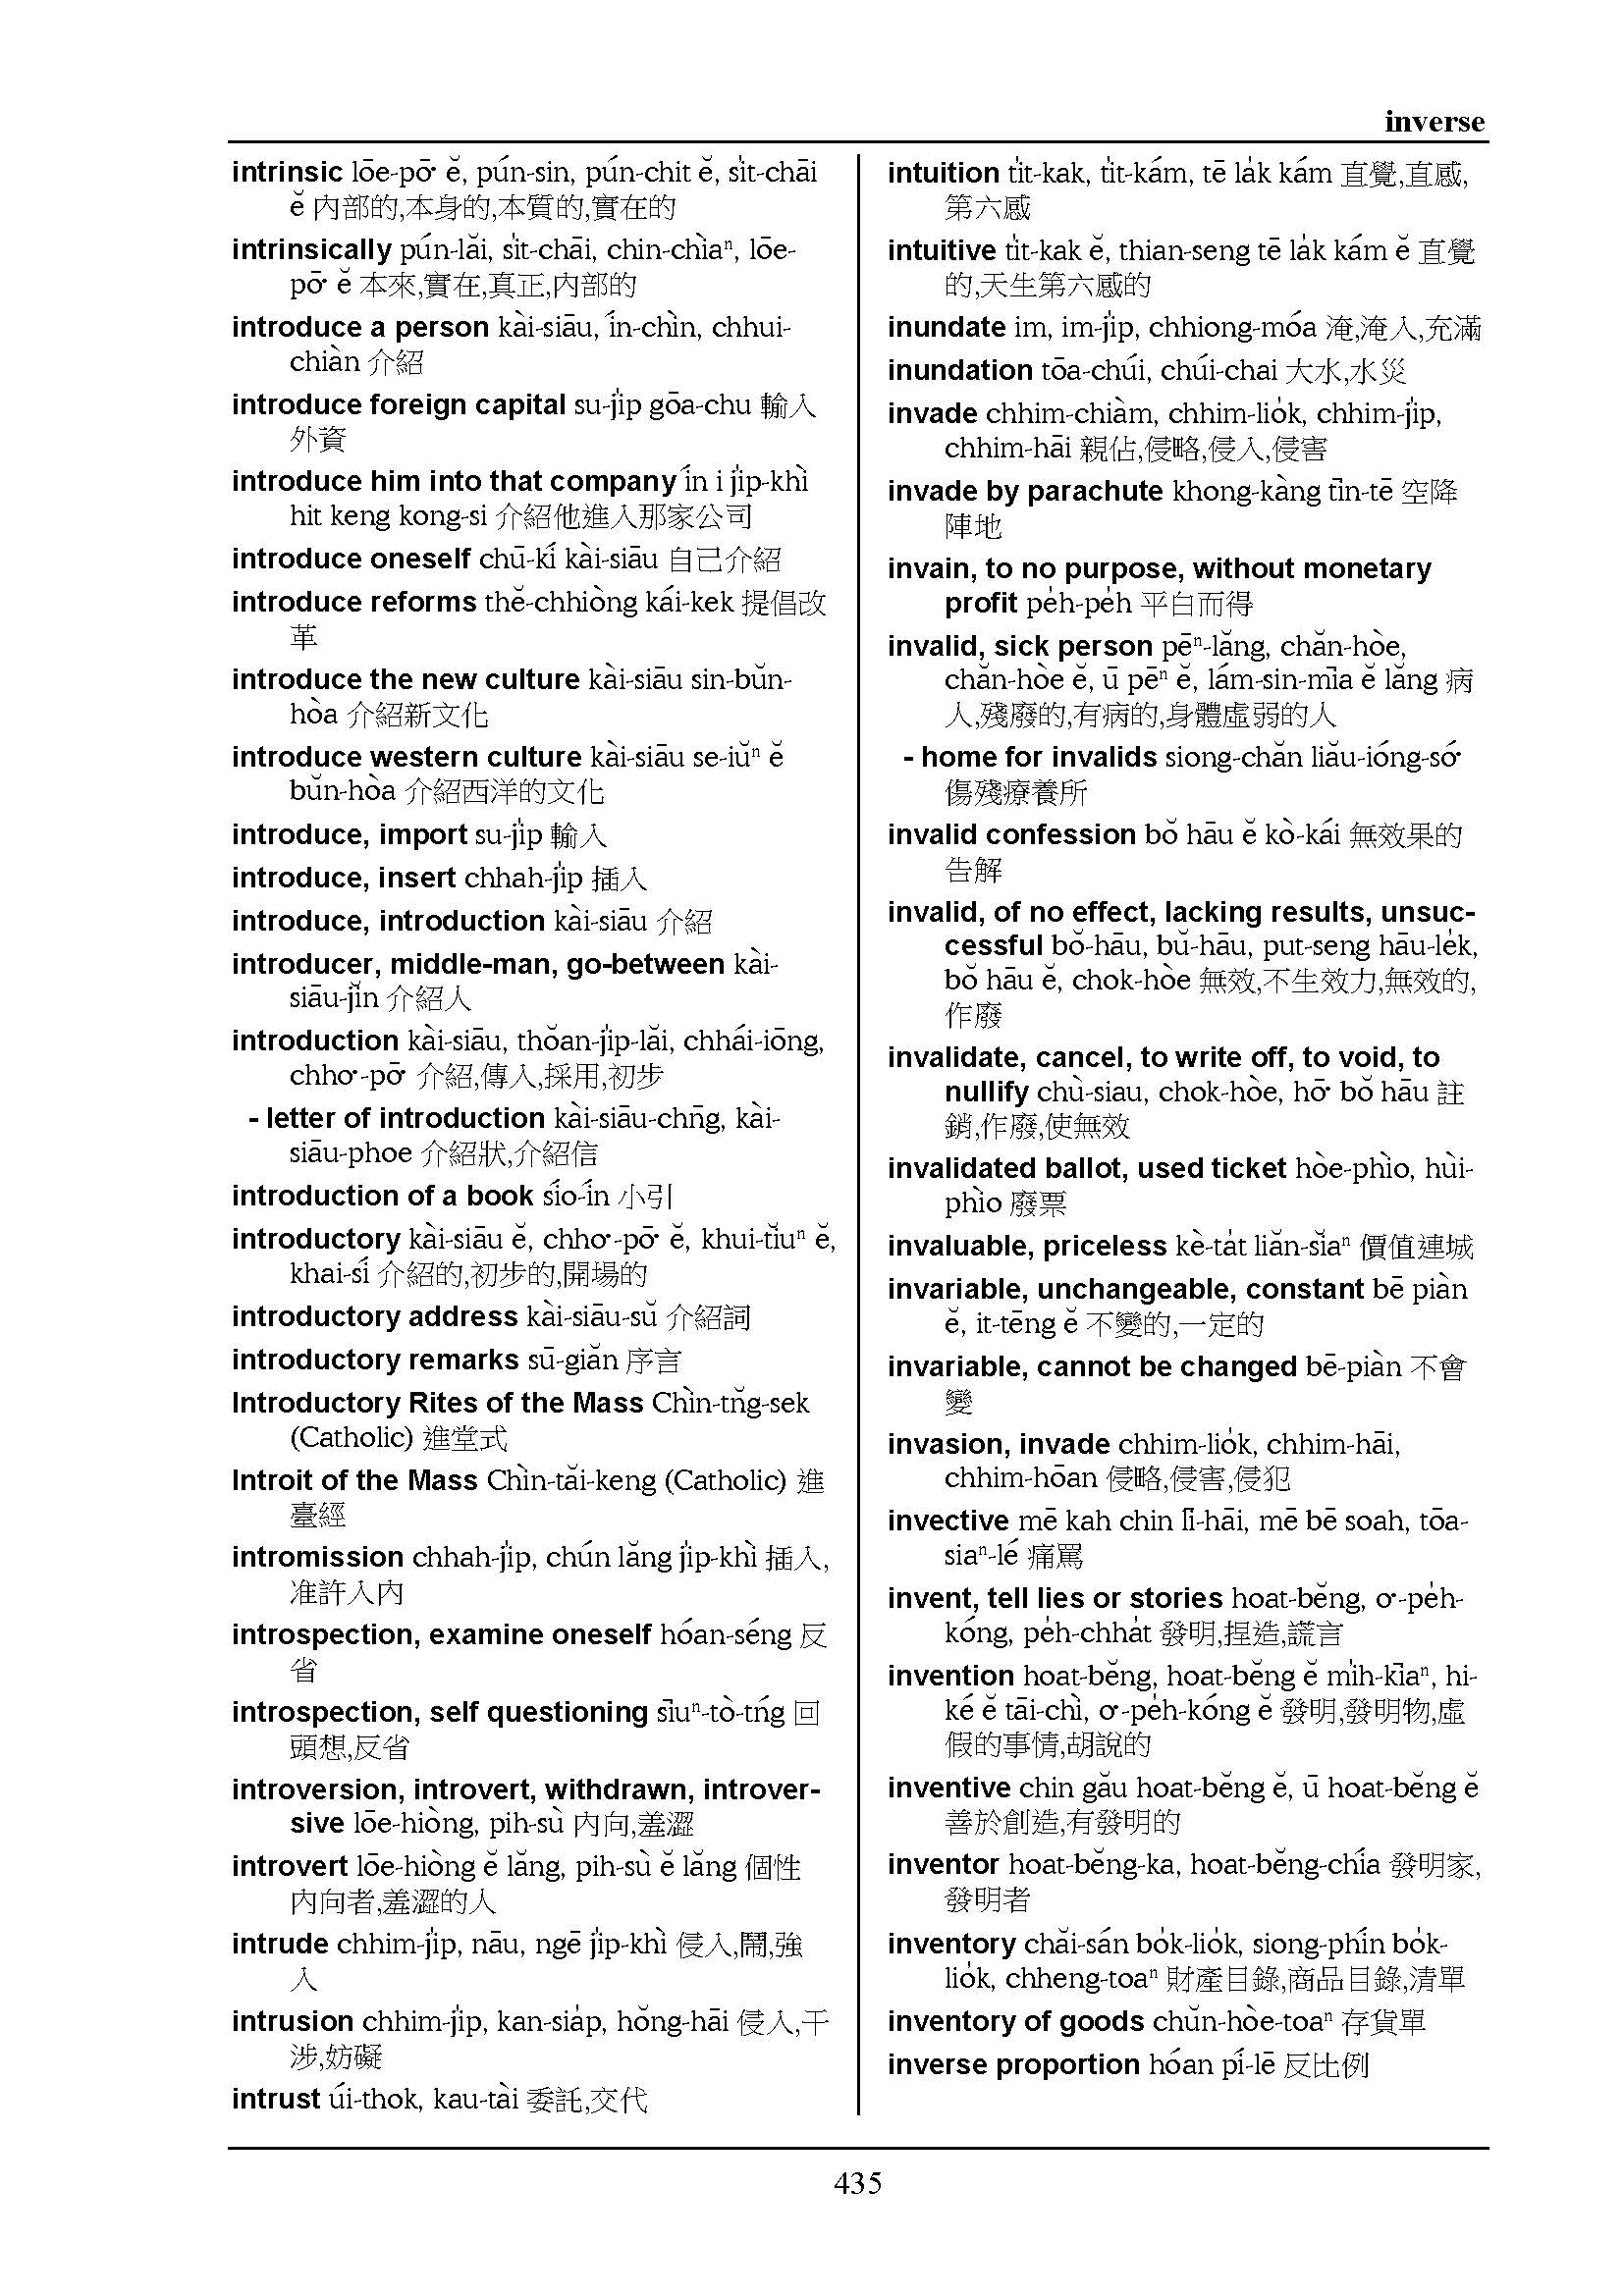 inverse
intrinsic lōe-pō͘ ĕ, pún-sin, pún-chit ĕ, si̍t-chāi
ĕ 內部的,本身的,本質的,實在的
intrinsically pún-lăi, si̍t-chāi, chin-chìaⁿ, lōe-
pō͘ ĕ 本來,實在,真正,內部的
introduce a person kài-siāu, ín-chìn, chhui-
chiàn 介紹
introduce foreign capital su-ji̍p gōa-chu 輸入
外資
introduce him into that company ín i ji̍p-khì
hit keng kong-si 介紹他進入那家公司
introduce oneself chū-kí kài-siāu 自己介紹
introduce reforms thĕ-chhiòng kái-kek 提倡改
革
introduce the new culture kài-siāu sin-bŭn-
hòa 介紹新文化
introduce western culture kài-siāu se-iŭⁿ ĕ
bŭn-hòa 介紹西洋的文化
introduce, import su-ji̍p 輸入
introduce, insert chhah-ji̍p 插入
introduce, introduction kài-siāu 介紹
introducer, middle-man, go-between kài-
siāu-jĭn 介紹人
introduction kài-siāu, thŏan-ji̍p-lăi, chhái-iōng,
chho͘-pō͘ 介紹,傳入,採用,初步
- letter of introduction kài-siāu-chn̄g, kài-
siāu-phoe 介紹狀,介紹信
introduction of a book sío-ín 小引
introductory kài-siāu ĕ, chho͘-pō͘ ĕ, khui-tĭuⁿ ĕ,
khai-sí 介紹的,初步的,開場的
introductory address kài-siāu-sŭ 介紹詞
introductory remarks sū-giăn 序言
Introductory Rites of the Mass Chìn-tn̆g-sek
(Catholic) 進堂式
Introit of the Mass Chìn-tăi-keng (Catholic) 進
臺經
intromission chhah-ji̍p, chún lăng ji̍p-khì 插入,
准許入內
introspection, examine oneself hóan-séng 反
省
introspection, self questioning sīuⁿ-tò-tńg 回
頭想,反省
introversion, introvert, withdrawn, introver-
sive lōe-hiòng, pih-sù 內向,羞澀
introvert lōe-hiòng ĕ lăng, pih-sù ĕ lăng 個性
內向者,羞澀的人
intrude chhim-ji̍p, nāu, ngē ji̍p-khì 侵入,鬧,強
入
intrusion chhim-ji̍p, kan-sia̍p, hŏng-hāi 侵入,干
涉,妨礙
intrust úi-thok, kau-tài 委託,交代
intuition ti̍t-kak, ti̍t-kám, tē la̍k kám 直覺,直感,
第六感
intuitive ti̍t-kak ĕ, thian-seng tē la̍k kám ĕ 直覺
的,天生第六感的
inundate im, im-ji̍p, chhiong-móa 淹,淹入,充滿
inundation tōa-chúi, chúi-chai 大水,水災
invade chhim-chiàm, chhim-lio̍k, chhim-ji̍p,
chhim-hāi 親佔,侵略,侵入,侵害
invade by parachute khong-kàng tīn-tē 空降
陣地
invain, to no purpose, without monetary
profit pe̍h-pe̍h 平白而得
invalid, sick person pēⁿ-lăng, chăn-hòe,
chăn-hòe ĕ, ū pēⁿ ĕ, lám-sin-mīa ĕ lăng 病
人,殘廢的,有病的,身體虛弱的人
- home for invalids siong-chăn liău-ióng-só͘
傷殘療養所
invalid confession bŏ hāu ĕ kò-kái 無效果的
告解
invalid, of no effect, lacking results, unsuc-
cessful bŏ-hāu, bŭ-hāu, put-seng hāu-le̍k,
bŏ hāu ĕ, chok-hòe 無效,不生效力,無效的,
作廢
invalidate, cancel, to write off, to void, to
nullify chù-siau, chok-hòe, hō͘ bŏ hāu 註
銷,作廢,使無效
invalidated ballot, used ticket hòe-phìo, hùi-
phìo 廢票
invaluable, priceless kè-ta̍t liăn-sĭaⁿ 價值連城
invariable, unchangeable, constant bē piàn
ĕ, it-tēng ĕ 不變的,一定的
invariable, cannot be changed bē-piàn 不會
變
invasion, invade chhim-lio̍k, chhim-hāi,
chhim-hōan 侵略,侵害,侵犯
invective mē kah chin lī-hāi, mē bē soah, tōa-
siaⁿ-lé 痛罵
invent, tell lies or stories hoat-bĕng, o͘-pe̍h-
kóng, pe̍h-chha̍t 發明,捏造,謊言
invention hoat-bĕng, hoat-bĕng ĕ mi̍h-kīaⁿ, hi-
ké ĕ tāi-chì, o͘-pe̍h-kóng ĕ 發明,發明物,虛
假的事情,胡說的
inventive chin gău hoat-bĕng ĕ, ū hoat-bĕng ĕ
善於創造,有發明的
inventor hoat-bĕng-ka, hoat-bĕng-chía 發明家,
發明者
inventory chăi-sán bo̍k-lio̍k, siong-phín bo̍k-
lio̍k, chheng-toaⁿ 財產目錄,商品目錄,清單
inventory of goods chŭn-hòe-toaⁿ 存貨單
inverse proportion hóan pí-lē 反比例
435